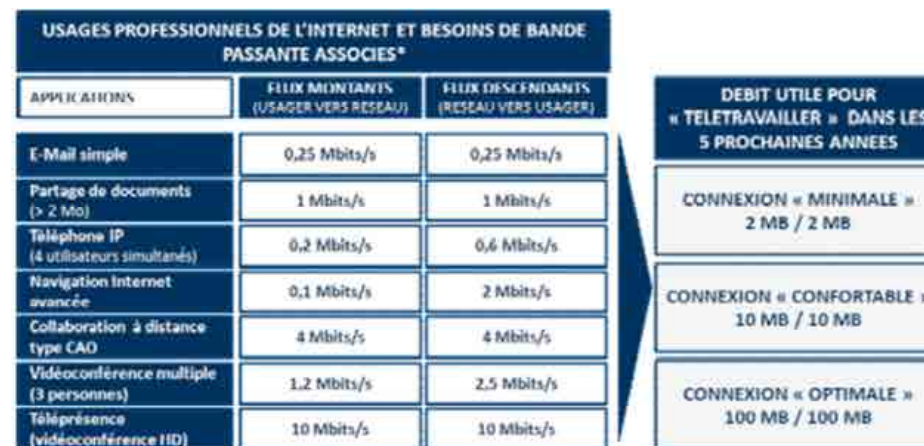 USAGES PROFESSIONNELS DE L'INTERNET ET BESOINS DE BANDE
PASSANTE ASSOCIES*
APPLICATIONS
FLUX MONTANTS
(USAGER VERS RESEAU)
FLUX DESCENDANTS
(RESEAU VERS USAGER)
E-Mail simple
0,25 Mbits/s
0,25 Mbits/s
Partage de documents
(> 2 Mo)
1 Mbits/s
1 Mbits/s
Téléphone IP
(4 utilisateurs simultanés)
0,2 Mbits/s
0,6 Mbits/s
Navigation Internet
avancée
0,1 Mbits/s
2 Mbits/s
Collaboration à distance
type CAO
4 Mbits/s
4 Mbits/s
Vidéoconférence multiple
(3 personnes)
1,2 Mbits/s
2,5 Mbits/s
Téléprésence
(vidéoconférence HD)
10 Mbits/s
10 Mbits/s
DEBIT UTILE POUR
« TELETRAVAILLER » DANS LES
5 PROCHAINES ANNEES
CONNEXION « MINIMALE »
2 MB / 2 MB
CONNEXION « CONFORTABLE »
10 MB / 10 MB
CONNEXION « OPTIMALE »
100 MB / 100 MB